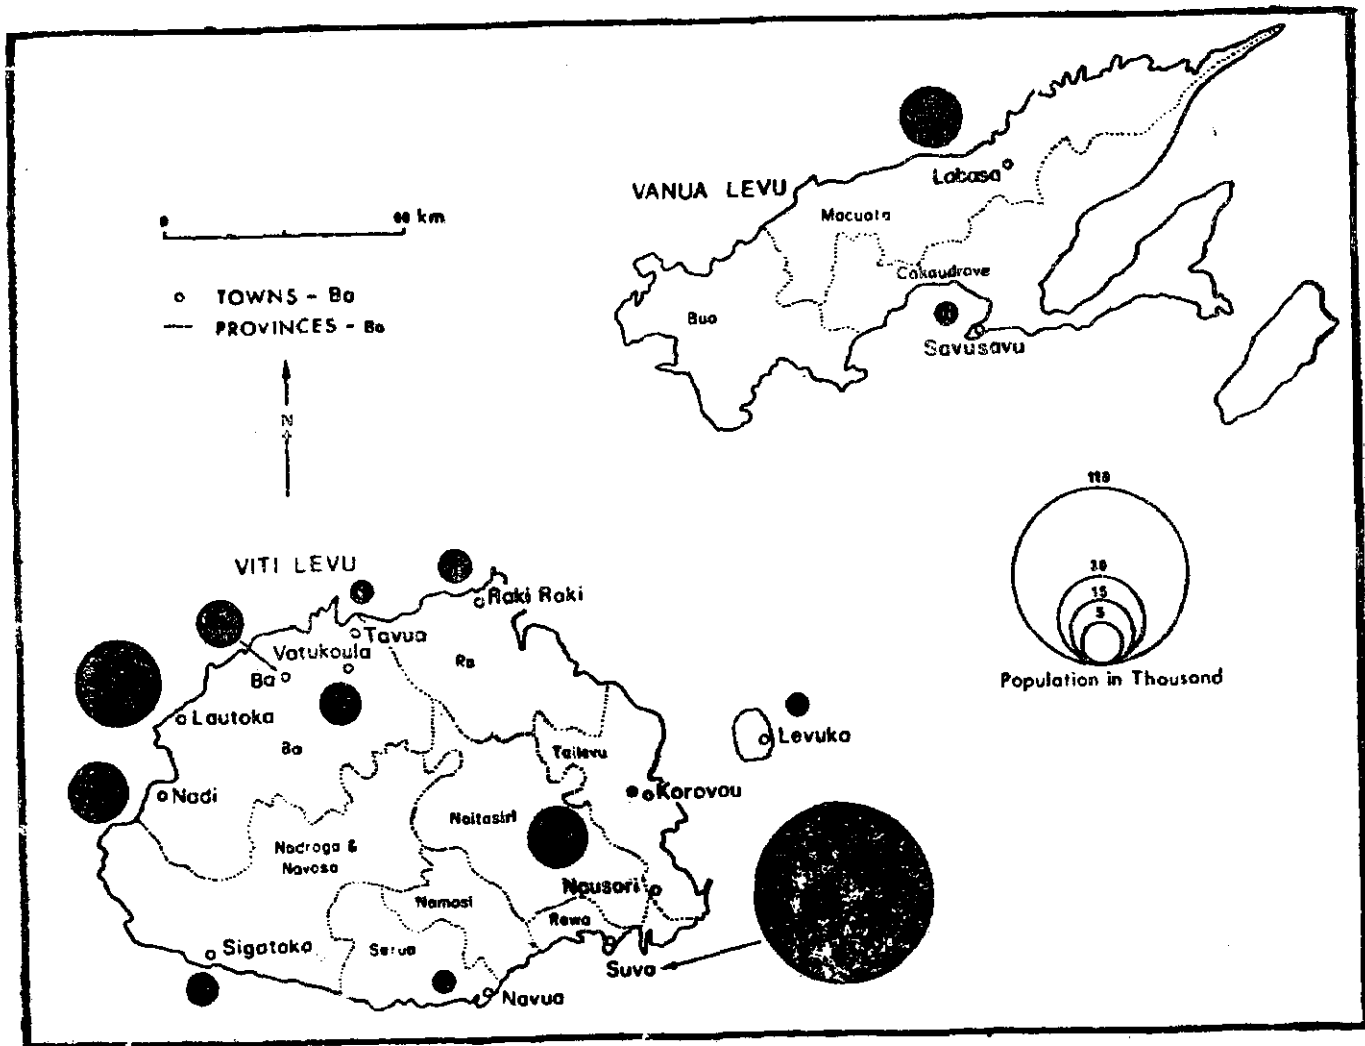 VANUA LEVU
Labasa
Macuata
Cakaudrove
Bua
Savusavu
0 km
TOWNS - Ba
PROVINCES - Ba
N
VITI LEVU
Raki Raki
Tavua
Vatukoula
Ba
Ra
Lautoka
Ba
Tailevu
Levuka
Nadi
Korovou
Naitasiri
Nadroga &
Navosa
Nausori
Namosi
Rewa
Sigatoka
Serua
Suva
Navua
15
5
Population in Thousand